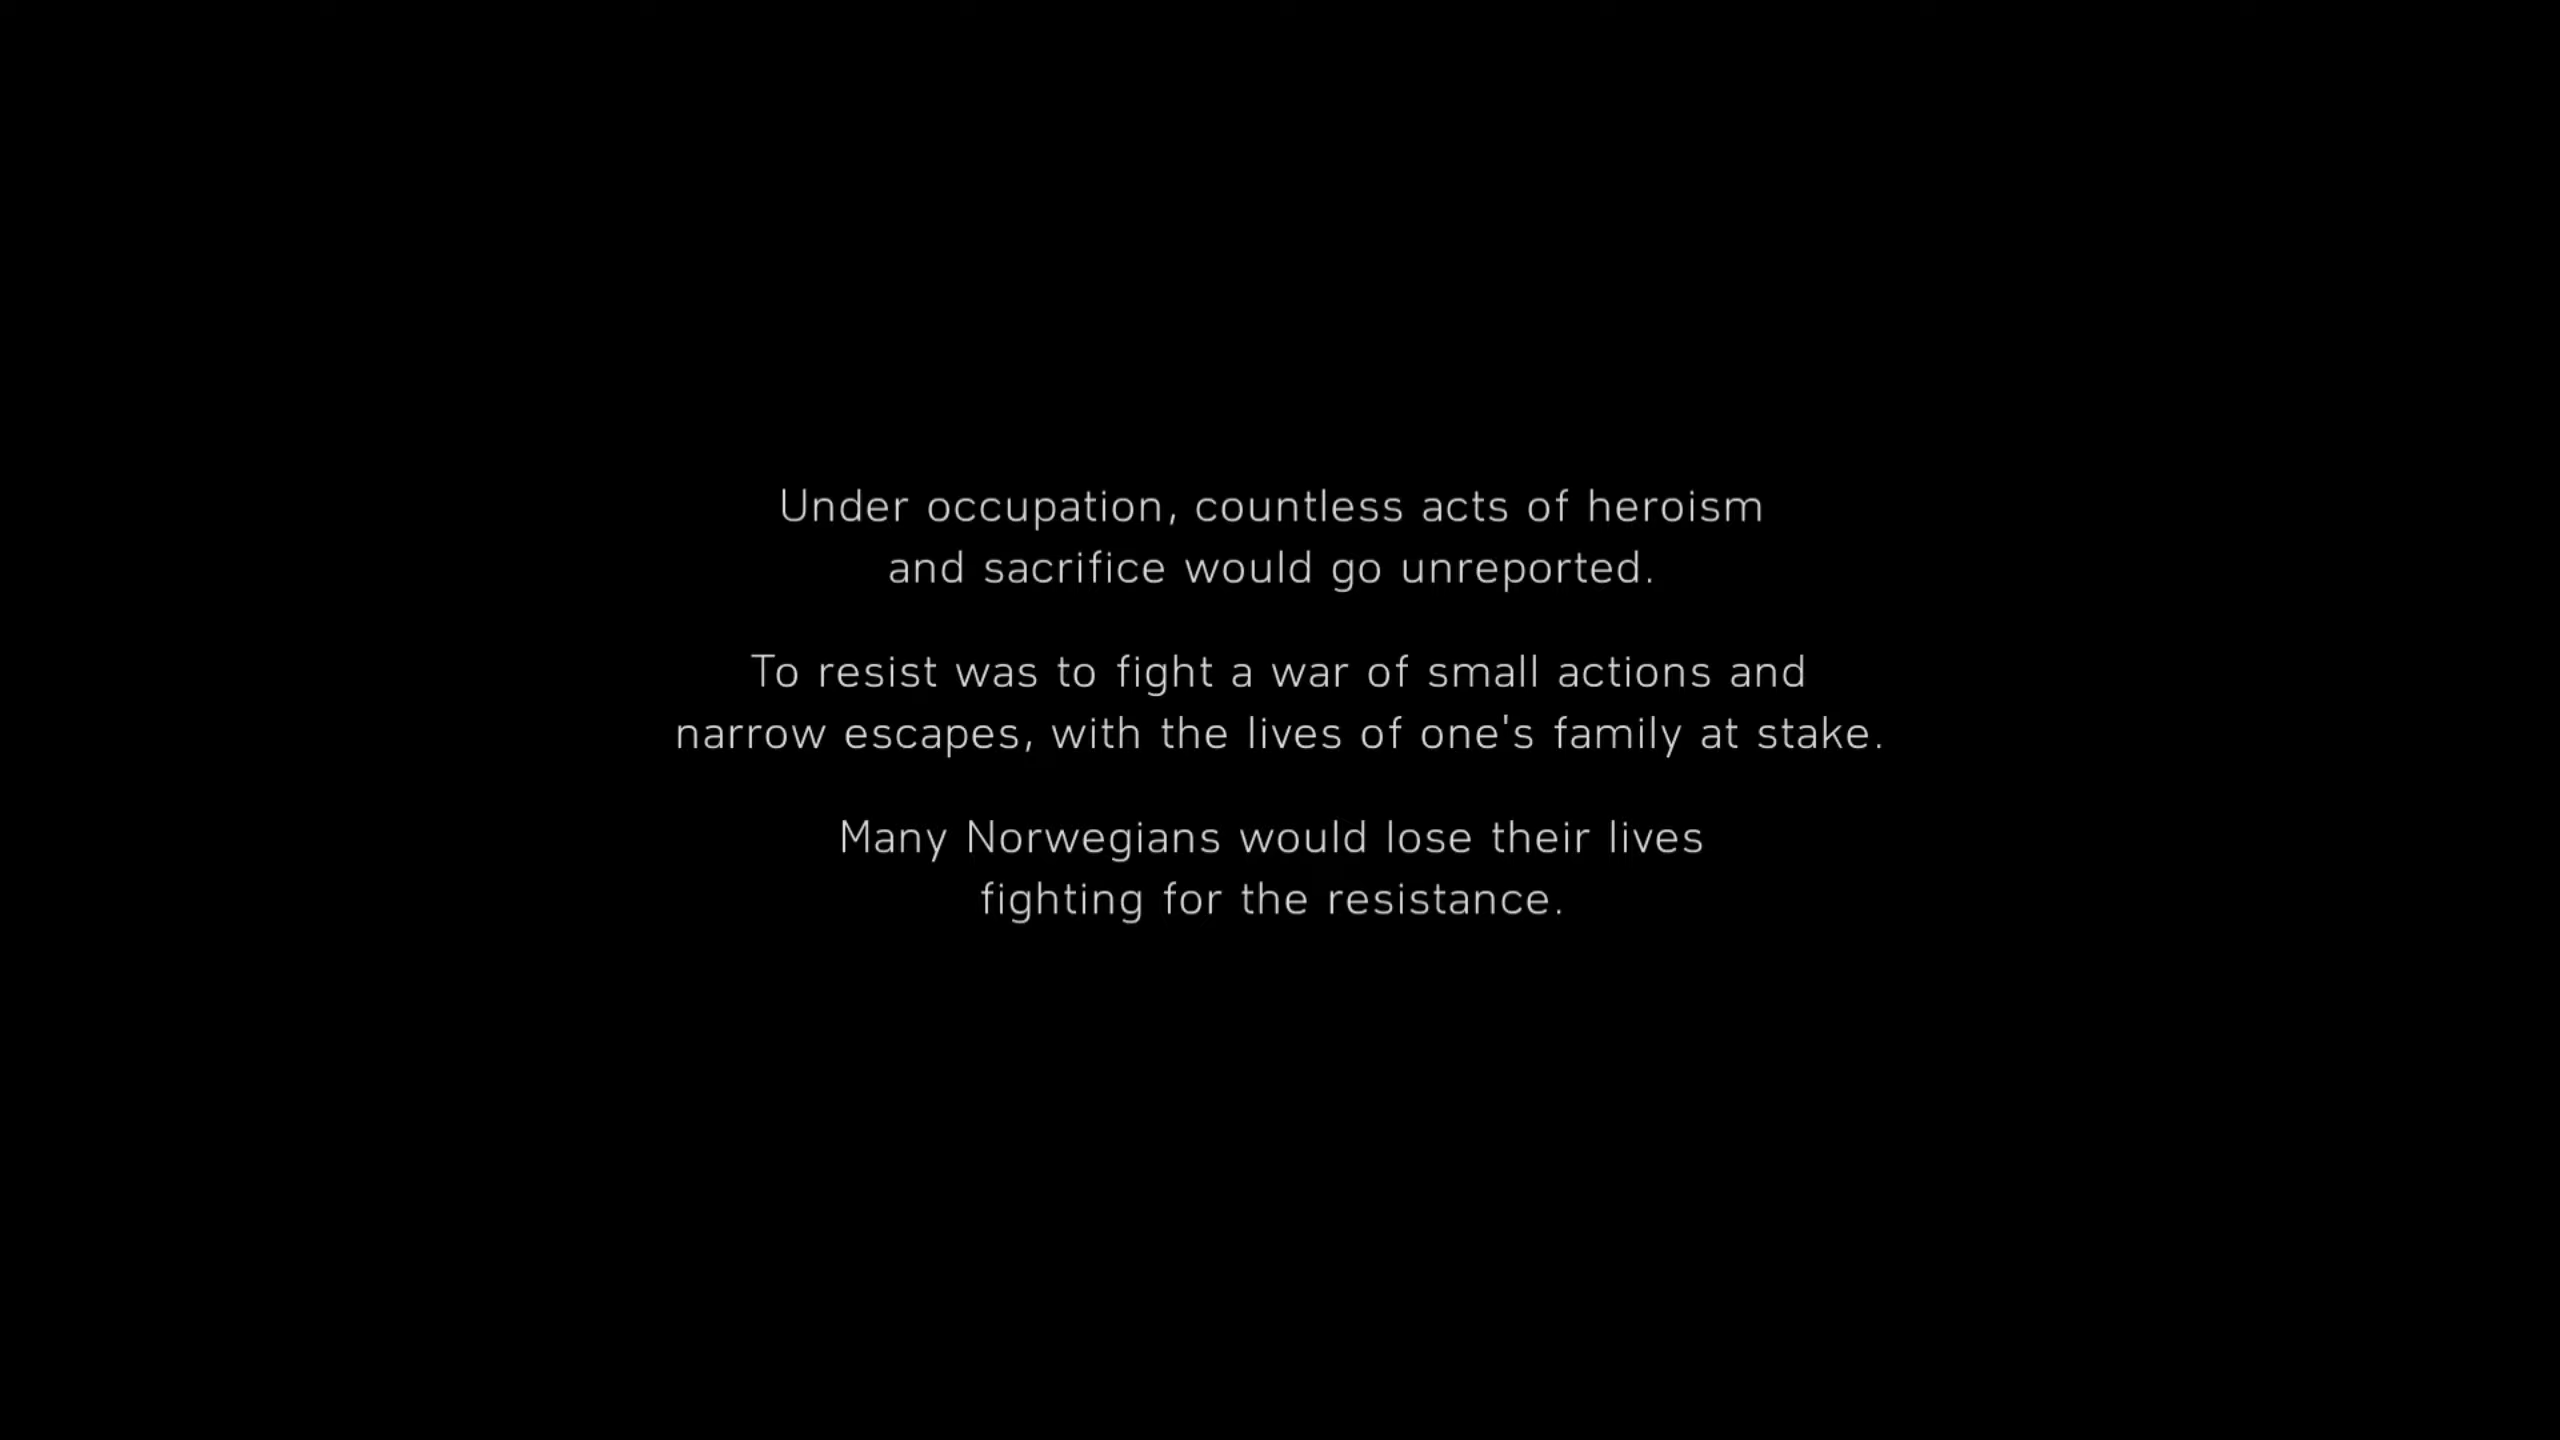 Under occupation, countless acts of heroism
and sacrifice would go unreported.
To resist was to fight a war of small actions and
narrow escapes, with the lives of one's family at stake.
Many Norwegians would lose their lives
fighting for the resistance.